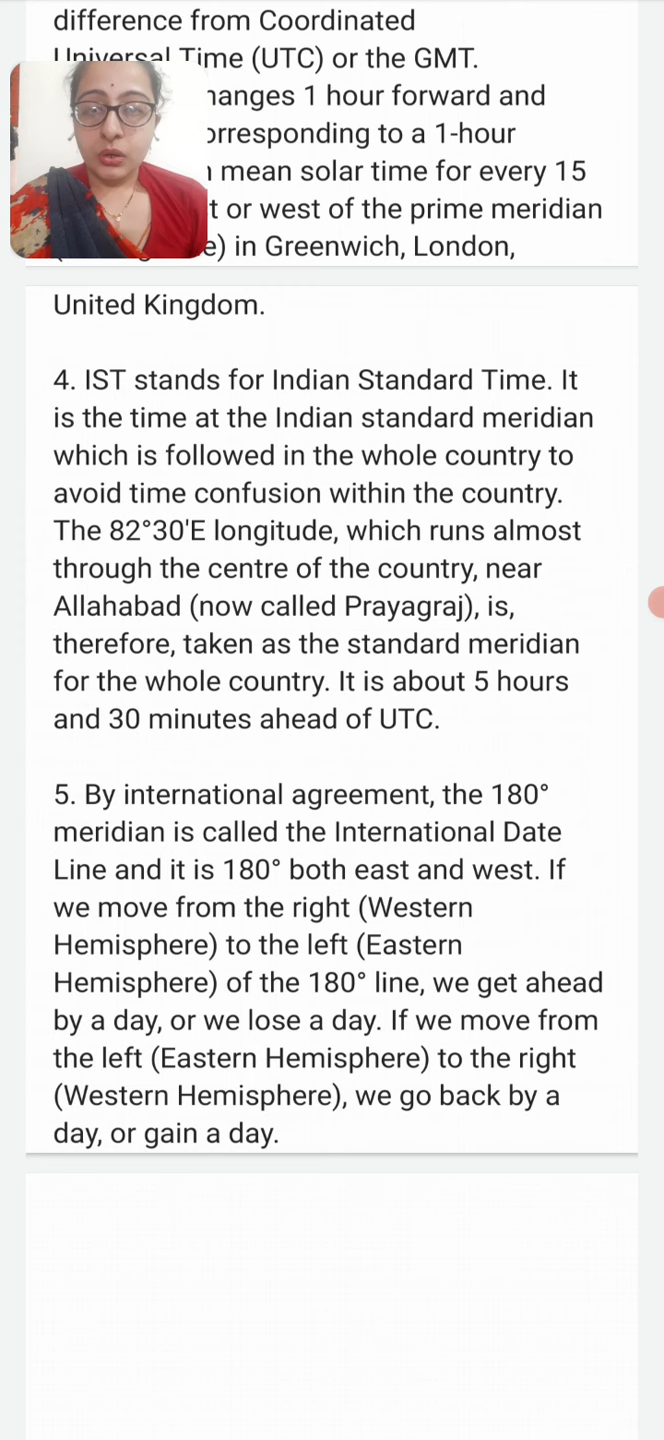 difference from Coordinated
Universal Time (UTC) or the GMT.
hanges 1 hour forward and
orresponding to a 1-hour
mean solar time for every 15
t or west of the prime meridian
e) in Greenwich, London,
United Kingdom.
4. IST stands for Indian Standard Time. It
is the time at the Indian standard meridian
which is followed in the whole country to
avoid time confusion within the country.
The 82°30'E longitude, which runs almost
through the centre of the country, near
Allahabad (now called Prayagraj), is,
therefore, taken as the standard meridian
for the whole country. It is about 5 hours
and 30 minutes ahead of UTC.
5. By international agreement, the 180°
meridian is called the International Date
Line and it is 180° both east and west. If
we move from the right (Western
Hemisphere) to the left (Eastern
Hemisphere) of the 180° line, we get ahead
by a day, or we lose a day. If we move from
the left (Eastern Hemisphere) to the right
(Western Hemisphere), we go back by a
day, or gain a day.